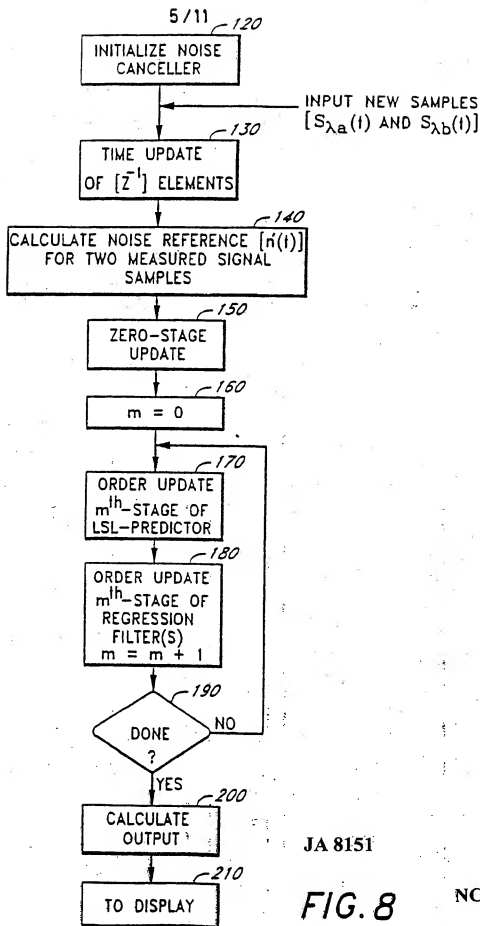 5/11
120
INITIALIZE NOISE
CANCELLER
INPUT NEW SAMPLES
[Sλa(t) AND Sλb(t)]
130
TIME UPDATE
OF [Z⁻¹] ELEMENTS
140
CALCULATE NOISE REFERENCE [n'(t)]
FOR TWO MEASURED SIGNAL
SAMPLES
150
ZERO-STAGE
UPDATE
160
m = 0
170
ORDER UPDATE
mth-STAGE OF
LSL-PREDICTOR
180
ORDER UPDATE
mth-STAGE OF
REGRESSION
FILTER(S)
m = m + 1
190
DONE
?
NO
YES
200
CALCULATE
OUTPUT
JA 8151
210
TO DISPLAY
FIG. 8
NC